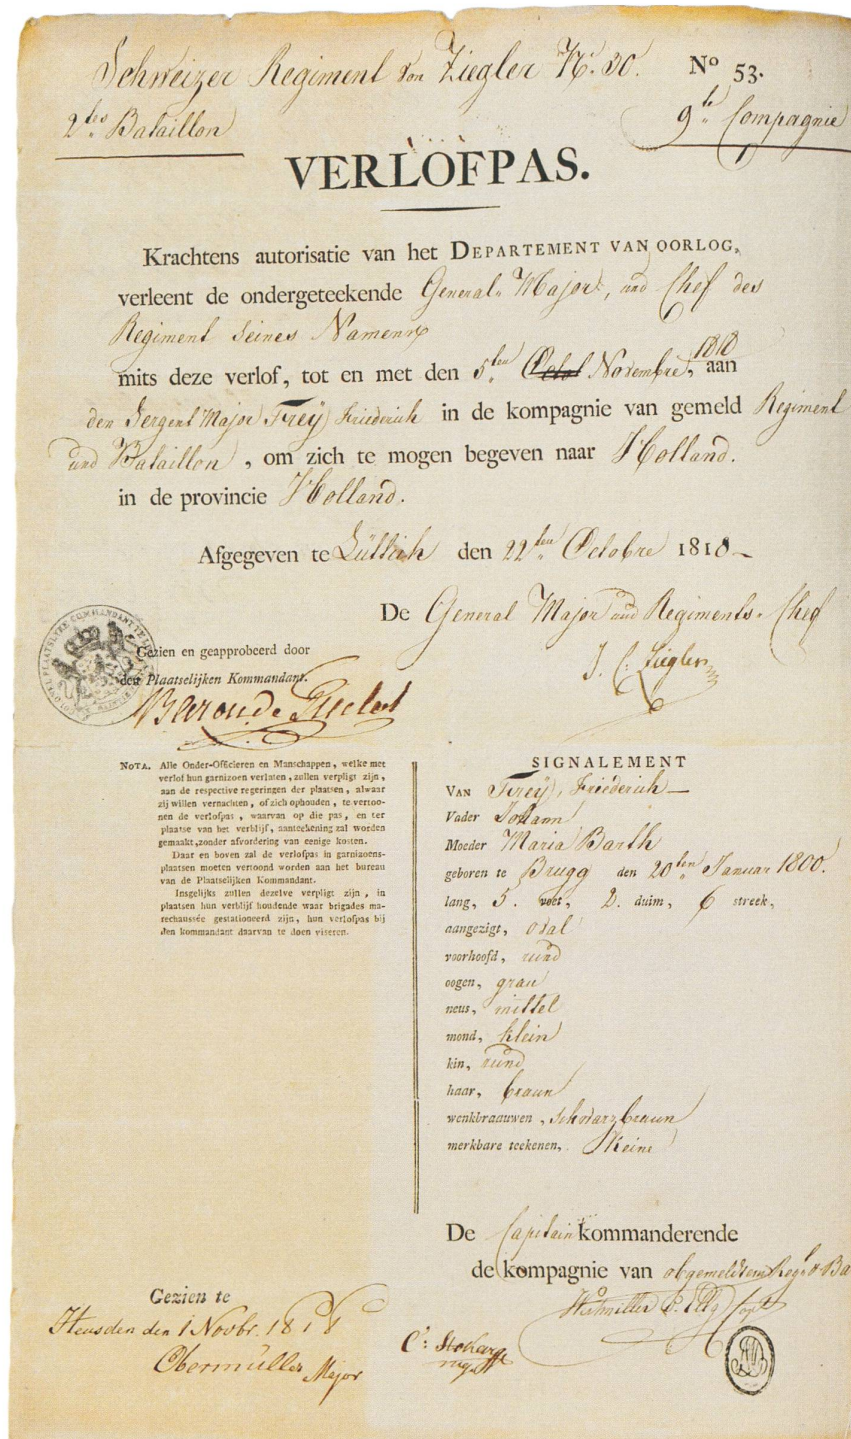 Schweizer Regiment von Ziegler N.º 30. Nº 53.
2tes Bataillon 9te Compagnie
VERLOFPAS.
Krachtens autorisatie van het DEPARTEMENT VAN OORLOG,
verleent de ondergeteekende General-Major, und Chef des
Regiment seines Namens
mits deze verlof, tot en met den 5ten Octob Novembre, 1818 aan
den Sergent Major Freÿ Friederich in de kompagnie van gemeld Regiment
und Bataillon, om zich te mogen begeven naar Holland.
in de provincie Holland.
Afgegeven te Lüttich den 22ten Octobre 1818
De General Major und Regiments-Chef
J. C. Ziegler
Gezien en geapprobeerd door
den Plaatselijken Kommandant.
Baron de
NOTA. Alle Onder-Officieren en Manschappen, welke met
verlof hun garnizoen verlaten, zullen verpligt zijn,
aan de respective regeringen der plaatsen, alwaar
zij willen vernachten, of zich ophouden, te vertoo-
nen de verlofpas, waarvan op die pas, en ter
plaatse van het verblijf, aanteekening zal worden
gemaakt, zonder afvordering van eenige kosten.
Daar en boven zal de verlofpas in garnizoens-
plaatsen moeten vertoond worden aan het bureau
van de Plaatselijken Kommandant.
Insgelijks zullen dezelve verpligt zijn, in
plaatsen hun verblijf houdende waar brigades ma-
rechaussée gestationeerd zijn, hun verlofpas bij
den kommandant daarvan te doen viseren.
SIGNALEMENT
VAN Freÿ, Friederich
Vader Johann
Moeder Maria Barth
geboren te Brugg den 20ten Januar 1800.
lang, 5. voet, 2. duim, 6 streek,
aangezigt, oval
voorhoofd, rund
oogen, grau
neus, mittel
mond, klein
kin, rund
haar, braun
wenkbraauwen, schwarzbraun
merkbare teekenen, Keine
De Capitain kommanderende
de kompagnie van obgemeldtem Regt & Ba
Gezien te
Heusden den 1 Novbr. 1818
Obermüller Major